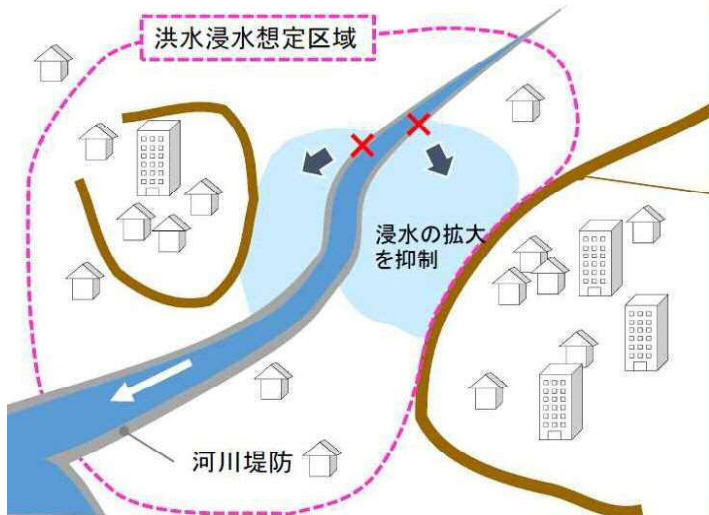 洪水浸水想定区域
浸水の拡大
を抑制
河川堤防